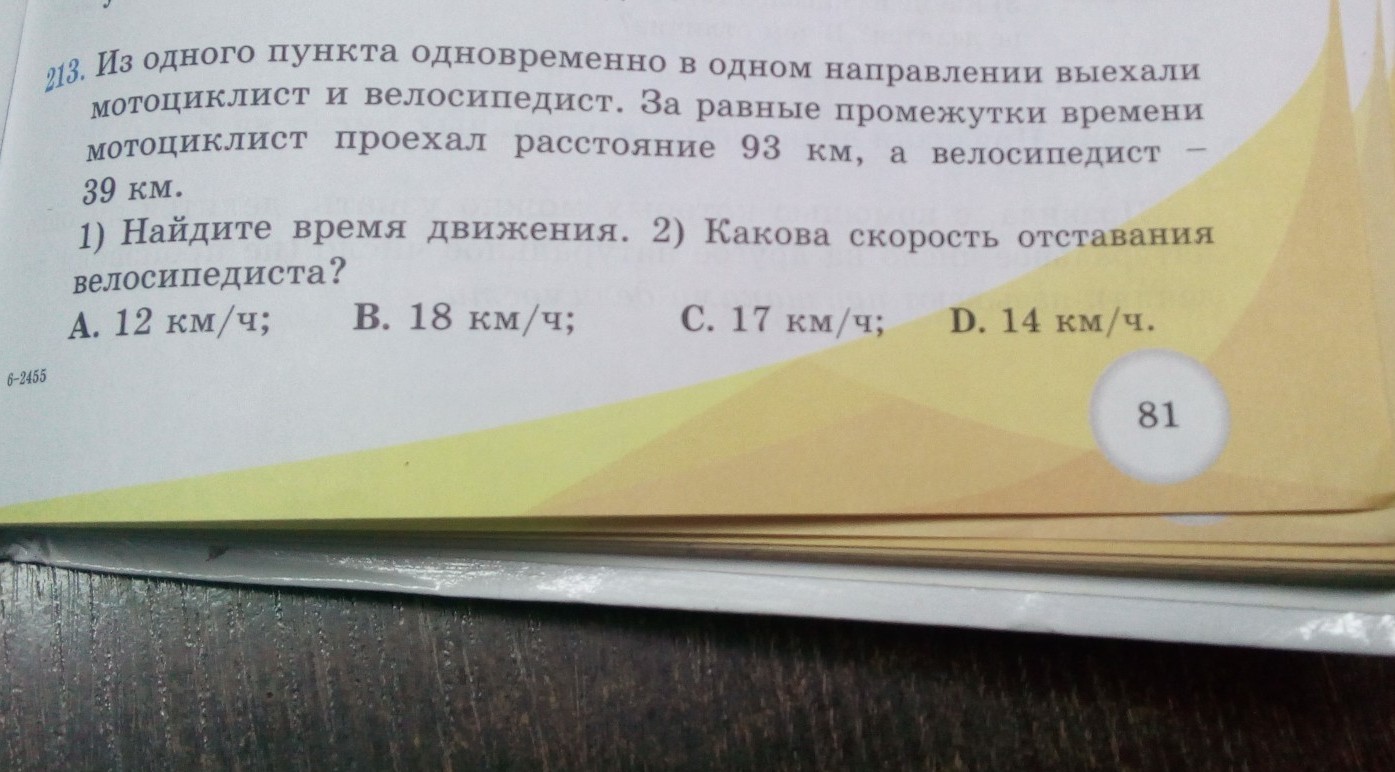 213. Из одного пункта одновременно в одном направлении выехали
мотоциклист и велосипедист. За равные промежутки времени
мотоциклист проехал расстояние 93 км, а велосипедист –
39 км.
1) Найдите время движения. 2) Какова скорость отставания
велосипедиста?
A. 12 км/ч; B. 18 км/ч; C. 17 км/ч; D. 14 км/ч.
6-2455
81